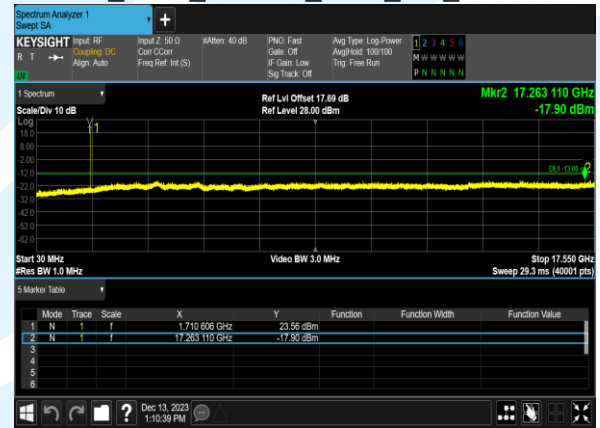 Spectrum Analyzer 1
Swept SA
KEYSIGHT Input: RF Input Z: 50 Ω #Atten: 40 dB PNO: Fast Avg Type: Log-Power 1 2 3 4 5 6
R T Coupling: DC Corr CCorr Gate: Off Avg|Hold: 100/100 M W W W W W
Align: Auto Freq Ref: Int (S) IF Gain: Low Trig: Free Run P N N N N N
Sig Track: Off
LV
1 Spectrum Ref Lvl Offset 17.69 dB Mkr2 17.263 110 GHz
Scale/Div 10 dB Ref Level 28.00 dBm -17.90 dBm
Log
18.0 1
8.00
-2.00
-12.0 DL1 -13.00 2
-22.0
-32.0
-42.0
-52.0
-62.0
Start 30 MHz Video BW 3.0 MHz Stop 17.550 GHz
#Res BW 1.0 MHz Sweep 29.3 ms (40001 pts)
5 Marker Table
Mode Trace Scale X Y Function Function Width Function Value
1 N 1 f 1.710 606 GHz 23.56 dBm
2 N 1 f 17.263 110 GHz -17.90 dBm
3
4
5
6
? Dec 13, 2023
1:10:39 PM